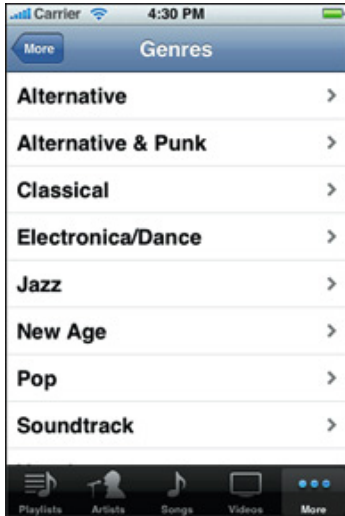 Carrier 4:30 PM
More Genres
Alternative
Alternative & Punk
Classical
Electronica/Dance
Jazz
New Age
Pop
Soundtrack
Playlists Artists Songs Videos More